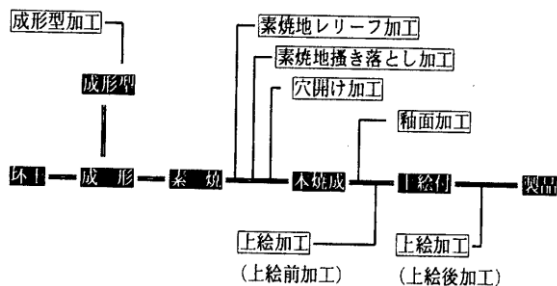 成形型加工
素焼地レリーフ加工
素焼地掻き落とし加工
成形型
穴開け加工
釉面加工
坏土 成形 素焼 本焼成 上絵付 製品
上絵加工 上絵加工
(上絵前加工) (上絵後加工)